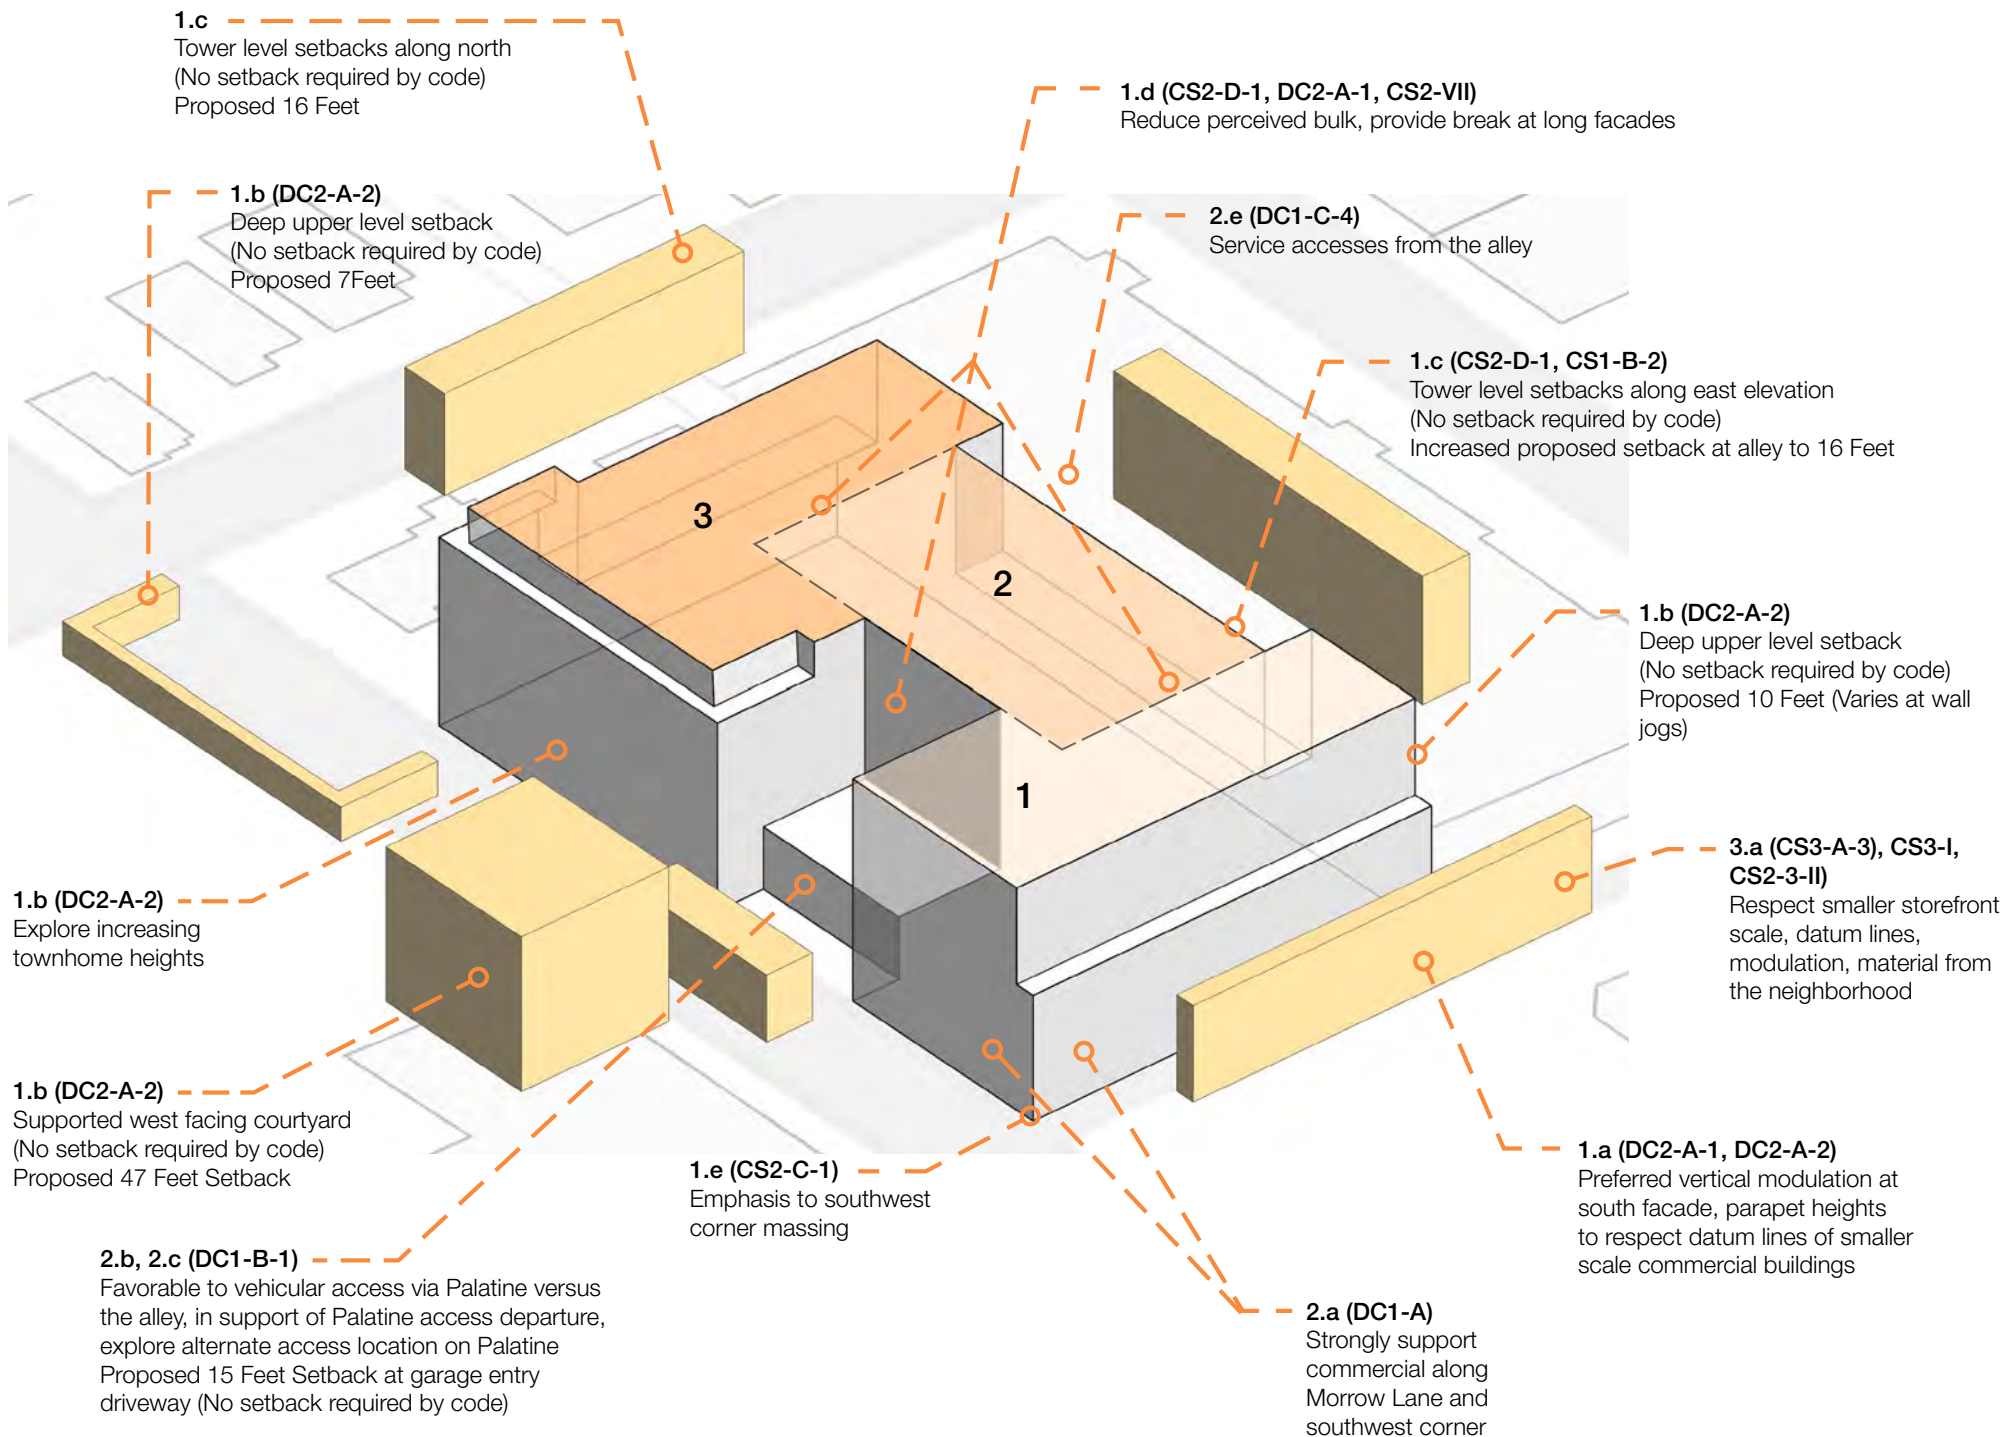 1.c
Tower level setbacks along north
(No setback required by code)
Proposed 16 Feet
1.d (CS2-D-1, DC2-A-1, CS2-VII)
Reduce perceived bulk, provide break at long facades
1.b (DC2-A-2)
Deep upper level setback
(No setback required by code)
Proposed 7Feet
2.e (DC1-C-4)
Service accesses from the alley
1.c (CS2-D-1, CS1-B-2)
Tower level setbacks along east elevation
(No setback required by code)
Increased proposed setback at alley to 16 Feet
3
2
1
1.b (DC2-A-2)
Deep upper level setback
(No setback required by code)
Proposed 10 Feet (Varies at wall
jogs)
3.a (CS3-A-3), CS3-I,
CS2-3-II)
Respect smaller storefront
scale, datum lines,
modulation, material from
the neighborhood
1.b (DC2-A-2)
Explore increasing
townhome heights
1.b (DC2-A-2)
Supported west facing courtyard
(No setback required by code)
Proposed 47 Feet Setback
1.e (CS2-C-1)
Emphasis to southwest
corner massing
1.a (DC2-A-1, DC2-A-2)
Preferred vertical modulation at
south facade, parapet heights
to respect datum lines of smaller
scale commercial buildings
2.b, 2.c (DC1-B-1)
Favorable to vehicular access via Palatine versus
the alley, in support of Palatine access departure,
explore alternate access location on Palatine
Proposed 15 Feet Setback at garage entry
driveway (No setback required by code)
2.a (DC1-A)
Strongly support
commercial along
Morrow Lane and
southwest corner